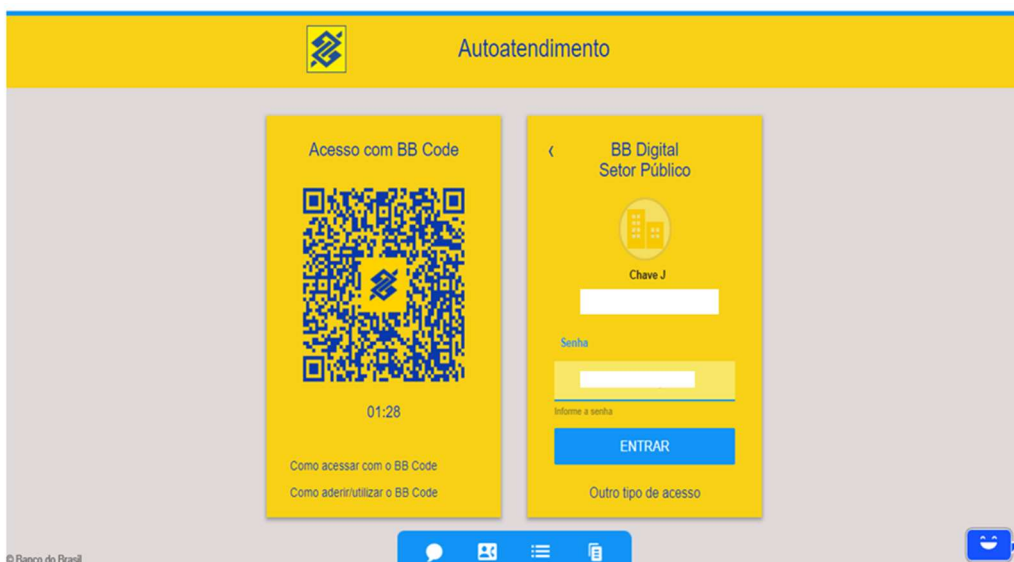 Autoatendimento
Acesso com BB Code
01:28
Como acessar com o BB Code
Como aderir/utilizar o BB Code
BB Digital
Setor Público
Chave J
Senha
Informe a senha
ENTRAR
Outro tipo de acesso
© Banco do Brasil